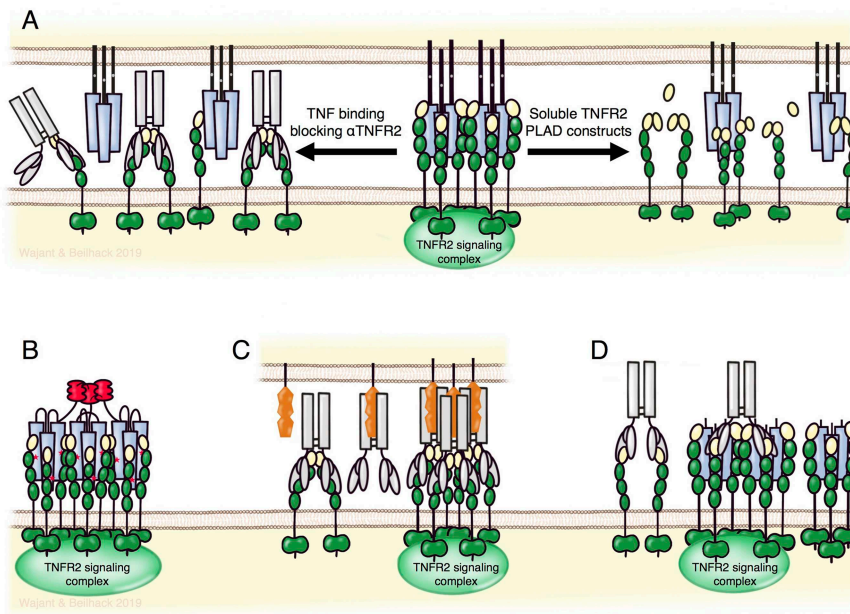 A
TNF binding
blocking αTNFR2
Soluble TNFR2
PLAD constructs
TNFR2 signaling
complex
Wajant & Beilhack 2019
B
C
D
TNFR2 signaling
complex
TNFR2 signaling
complex
TNFR2 signaling
complex
Wajant & Beilhack 2019